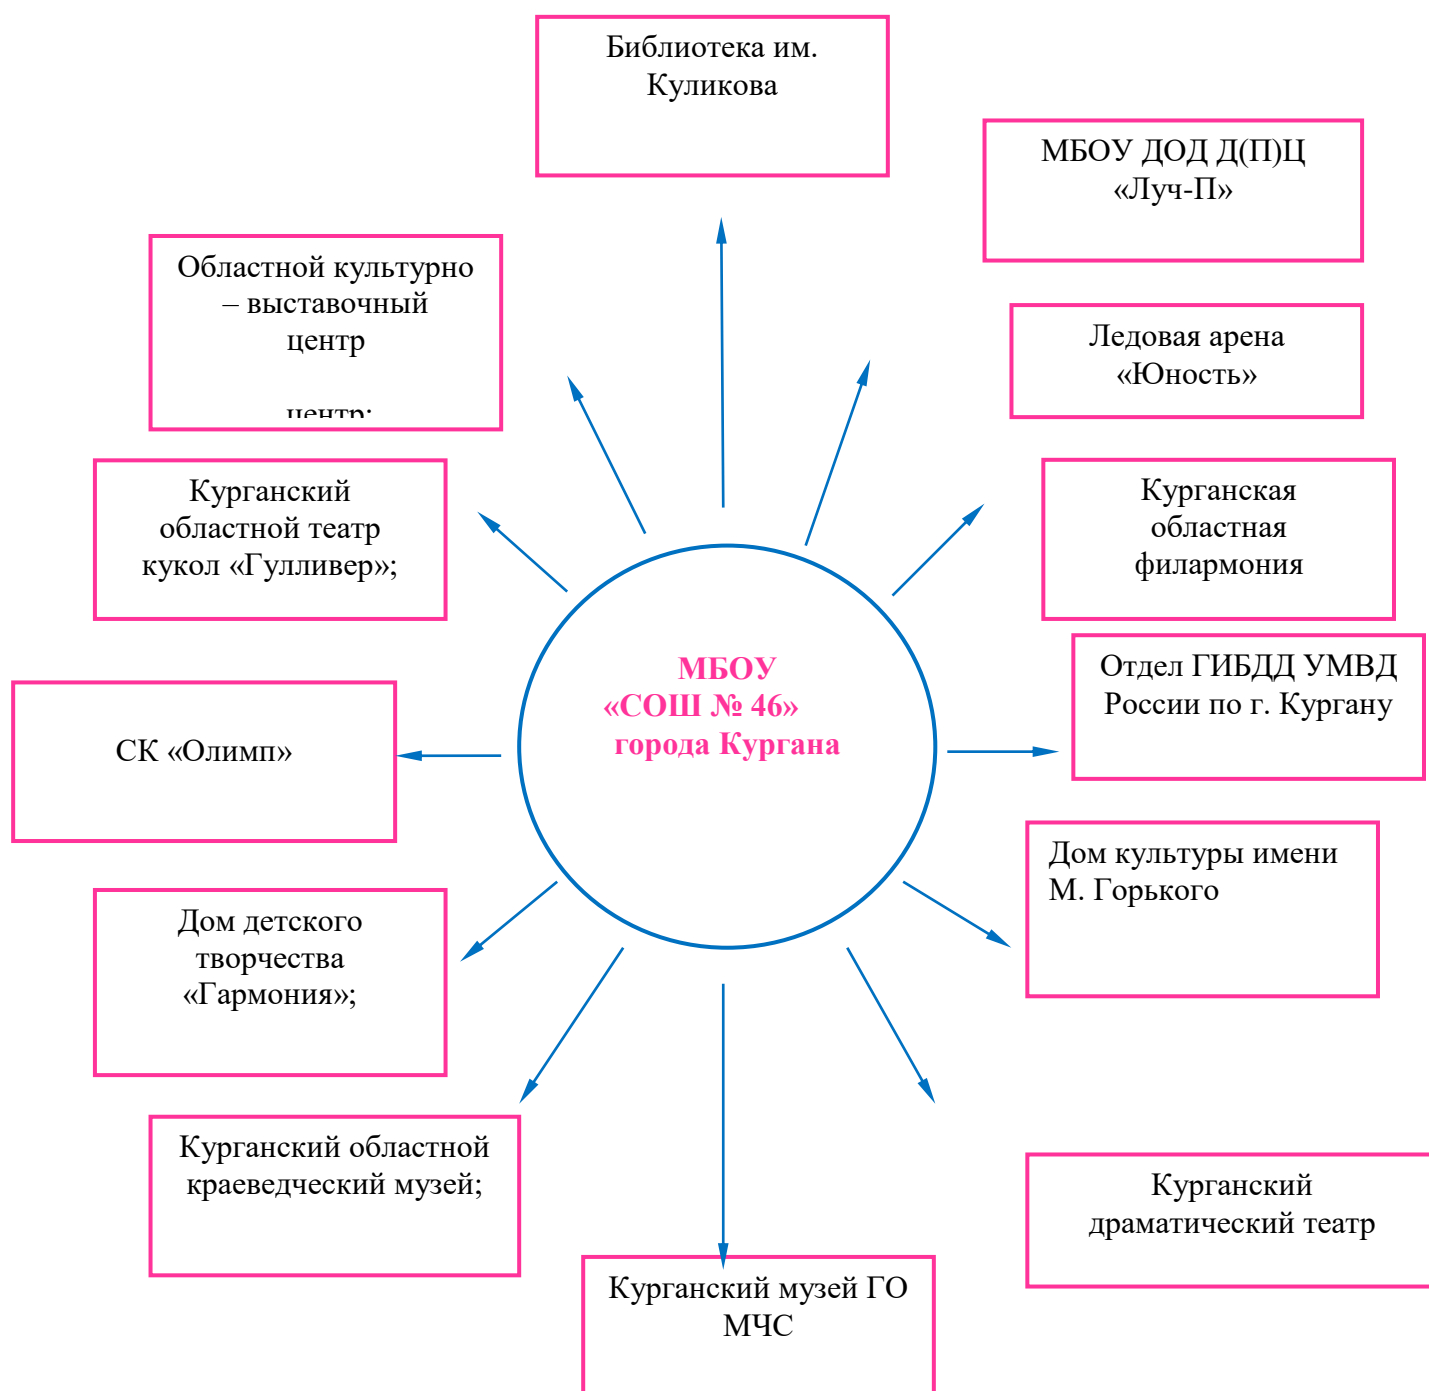 Библиотека им.
Куликова
МБОУ ДОД Д(П)Ц
«Луч-П»
Областной культурно
– выставочный
центр
центр;
Ледовая арена
«Юность»
Курганский
областной театр
кукол «Гулливер»;
Курганская
областная
филармония
МБОУ
«СОШ № 46»
города Кургана
Отдел ГИБДД УМВД
России по г. Кургану
СК «Олимп»
Дом культуры имени
М. Горького
Дом детского
творчества
«Гармония»;
Курганский областной
краеведческий музей;
Курганский
драматический театр
Курганский музей ГО
МЧС